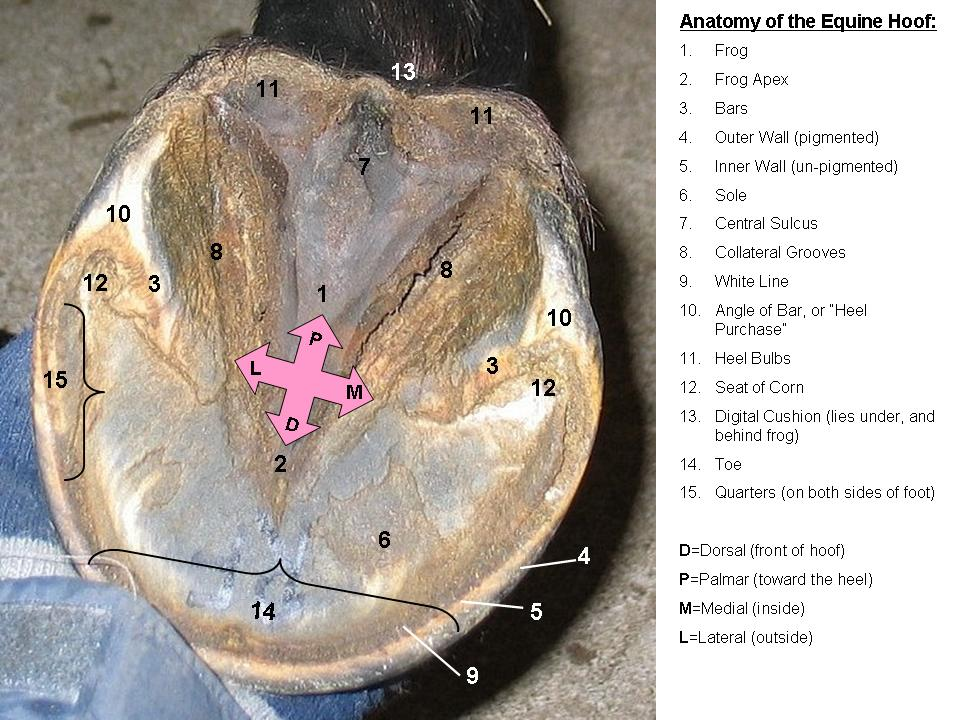 Anatomy of the Equine Hoof:
1. Frog
2. Frog Apex
3. Bars
4. Outer Wall (pigmented)
5. Inner Wall (un-pigmented)
6. Sole
7. Central Sulcus
8. Collateral Grooves
9. White Line
10. Angle of Bar, or "Heel
Purchase"
11. Heel Bulbs
12. Seat of Corn
13. Digital Cushion (lies under, and
behind frog)
14. Toe
15. Quarters (on both sides of foot)
D=Dorsal (front of hoof)
P=Palmar (toward the heel)
M=Medial (inside)
L=Lateral (outside)
13
11
11
7
10
8
8
12
3
1
10
P
15
L
M
3
12
D
2
6
4
14
5
9